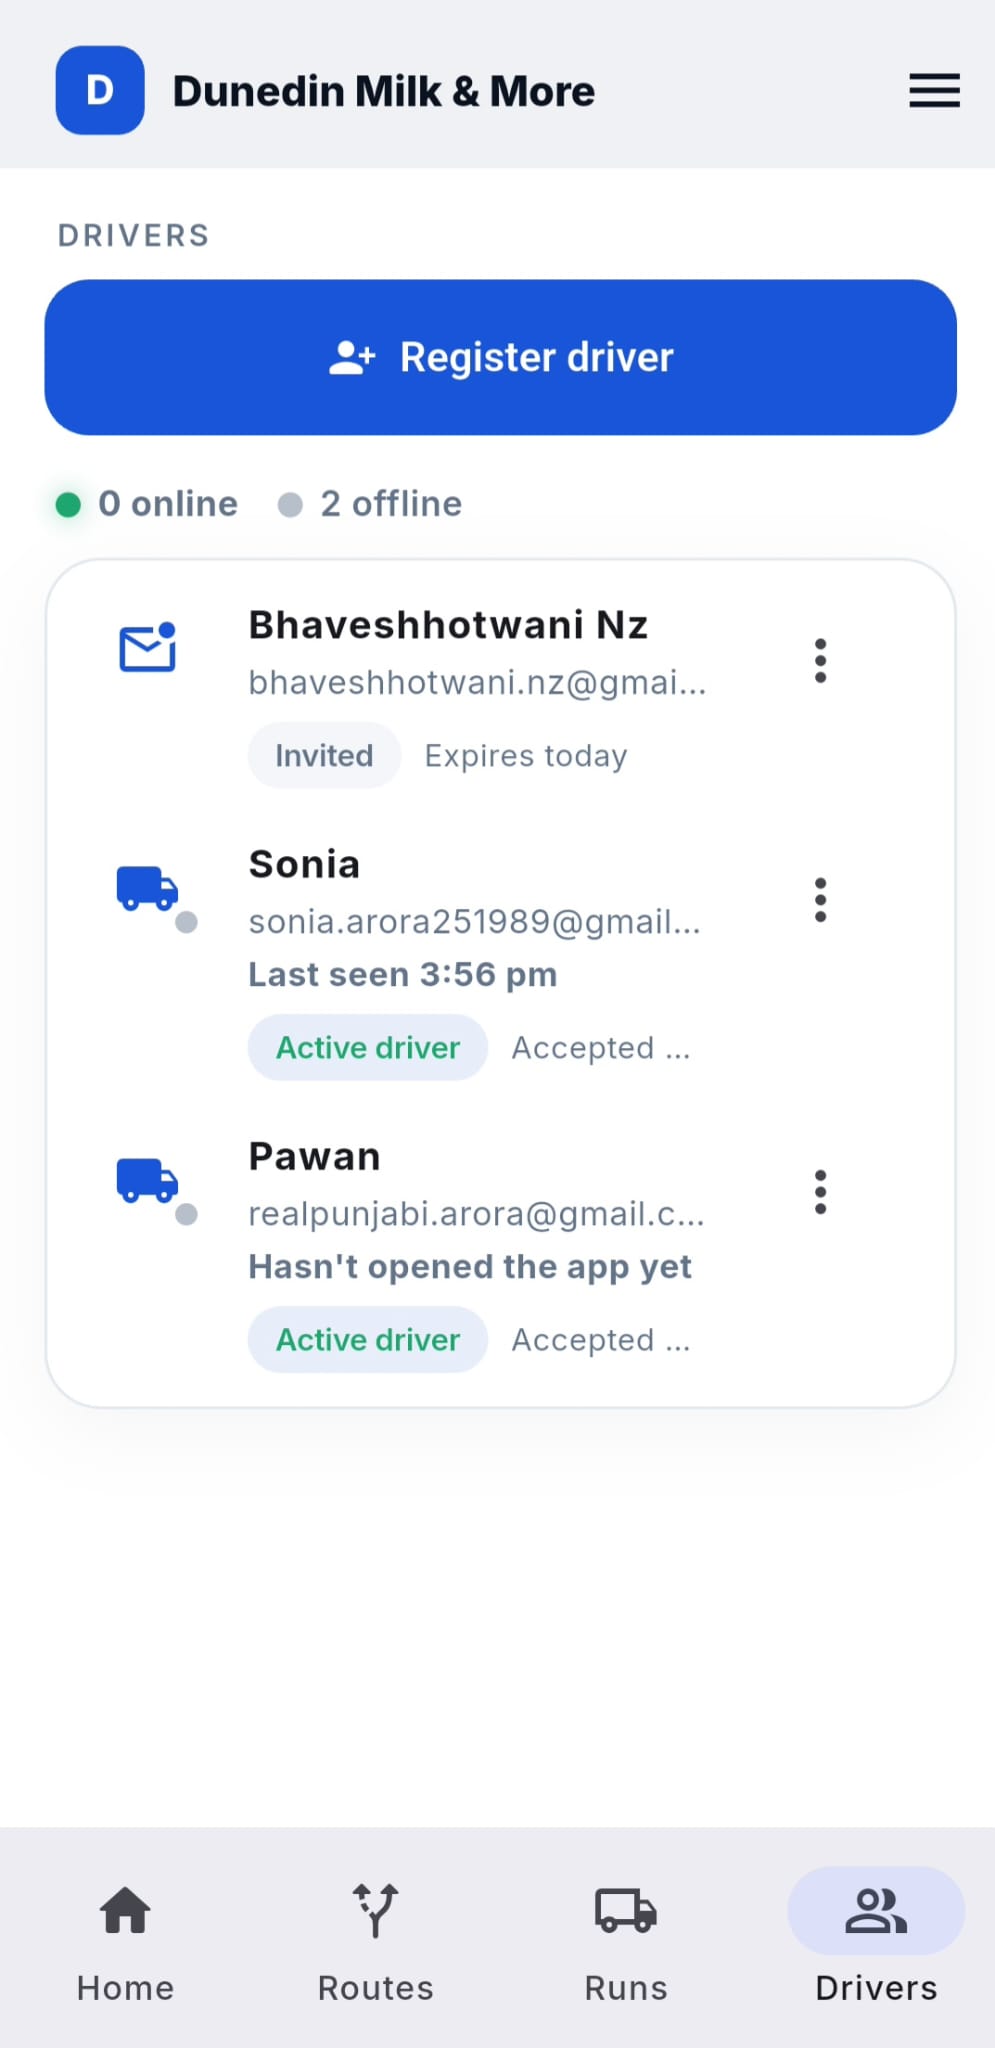 D
Dunedin Milk & More
DRIVERS
Register driver
0 online
2 offline
Bhaveshhotwani Nz
bhaveshhotwani.nz@gmai...
Invited
Expires today
Sonia
sonia.arora251989@gmail...
Last seen 3:56 pm
Active driver
Accepted ...
Pawan
realpunjabi.arora@gmail.c...
Hasn't opened the app yet
Active driver
Accepted ...
Home
Routes
Runs
Drivers